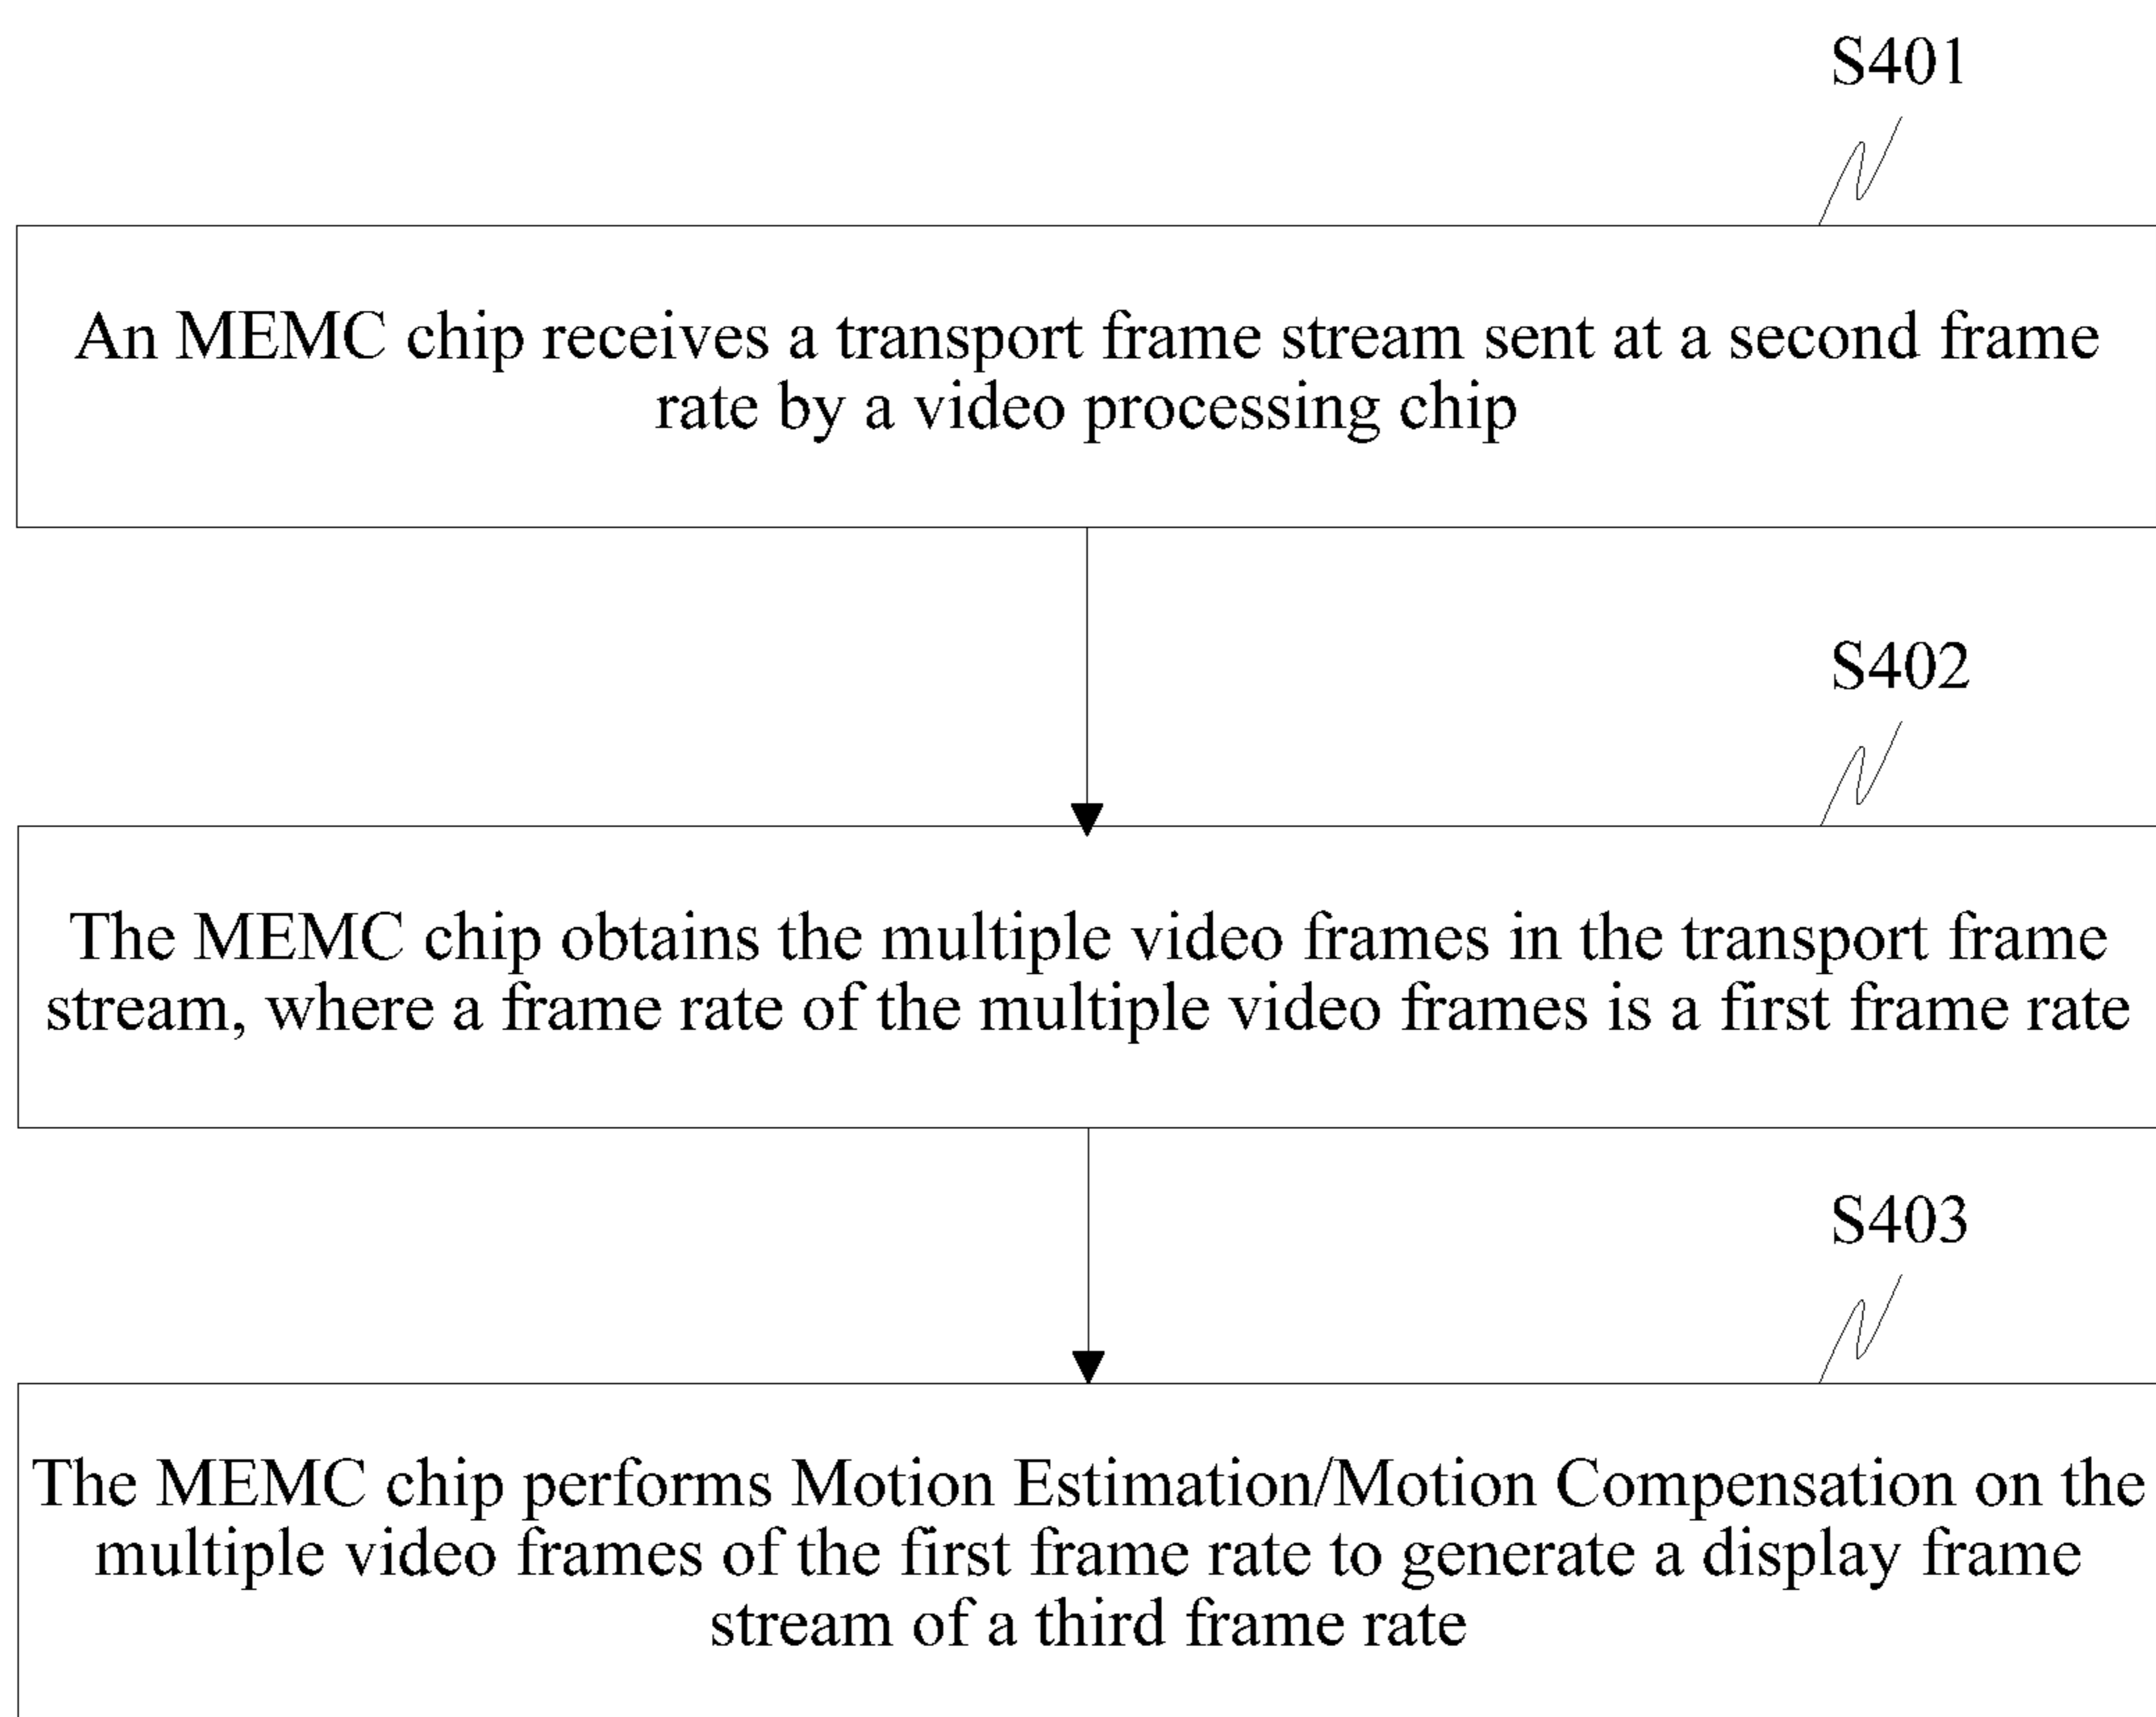 S401
An MEMC chip receives a transport frame stream sent at a second frame
rate by a video processing chip
S402
The MEMC chip obtains the multiple video frames in the transport frame
stream, where a frame rate of the multiple video frames is a first frame rate
S403
The MEMC chip performs Motion Estimation/Motion Compensation on the
multiple video frames of the first frame rate to generate a display frame
stream of a third frame rate